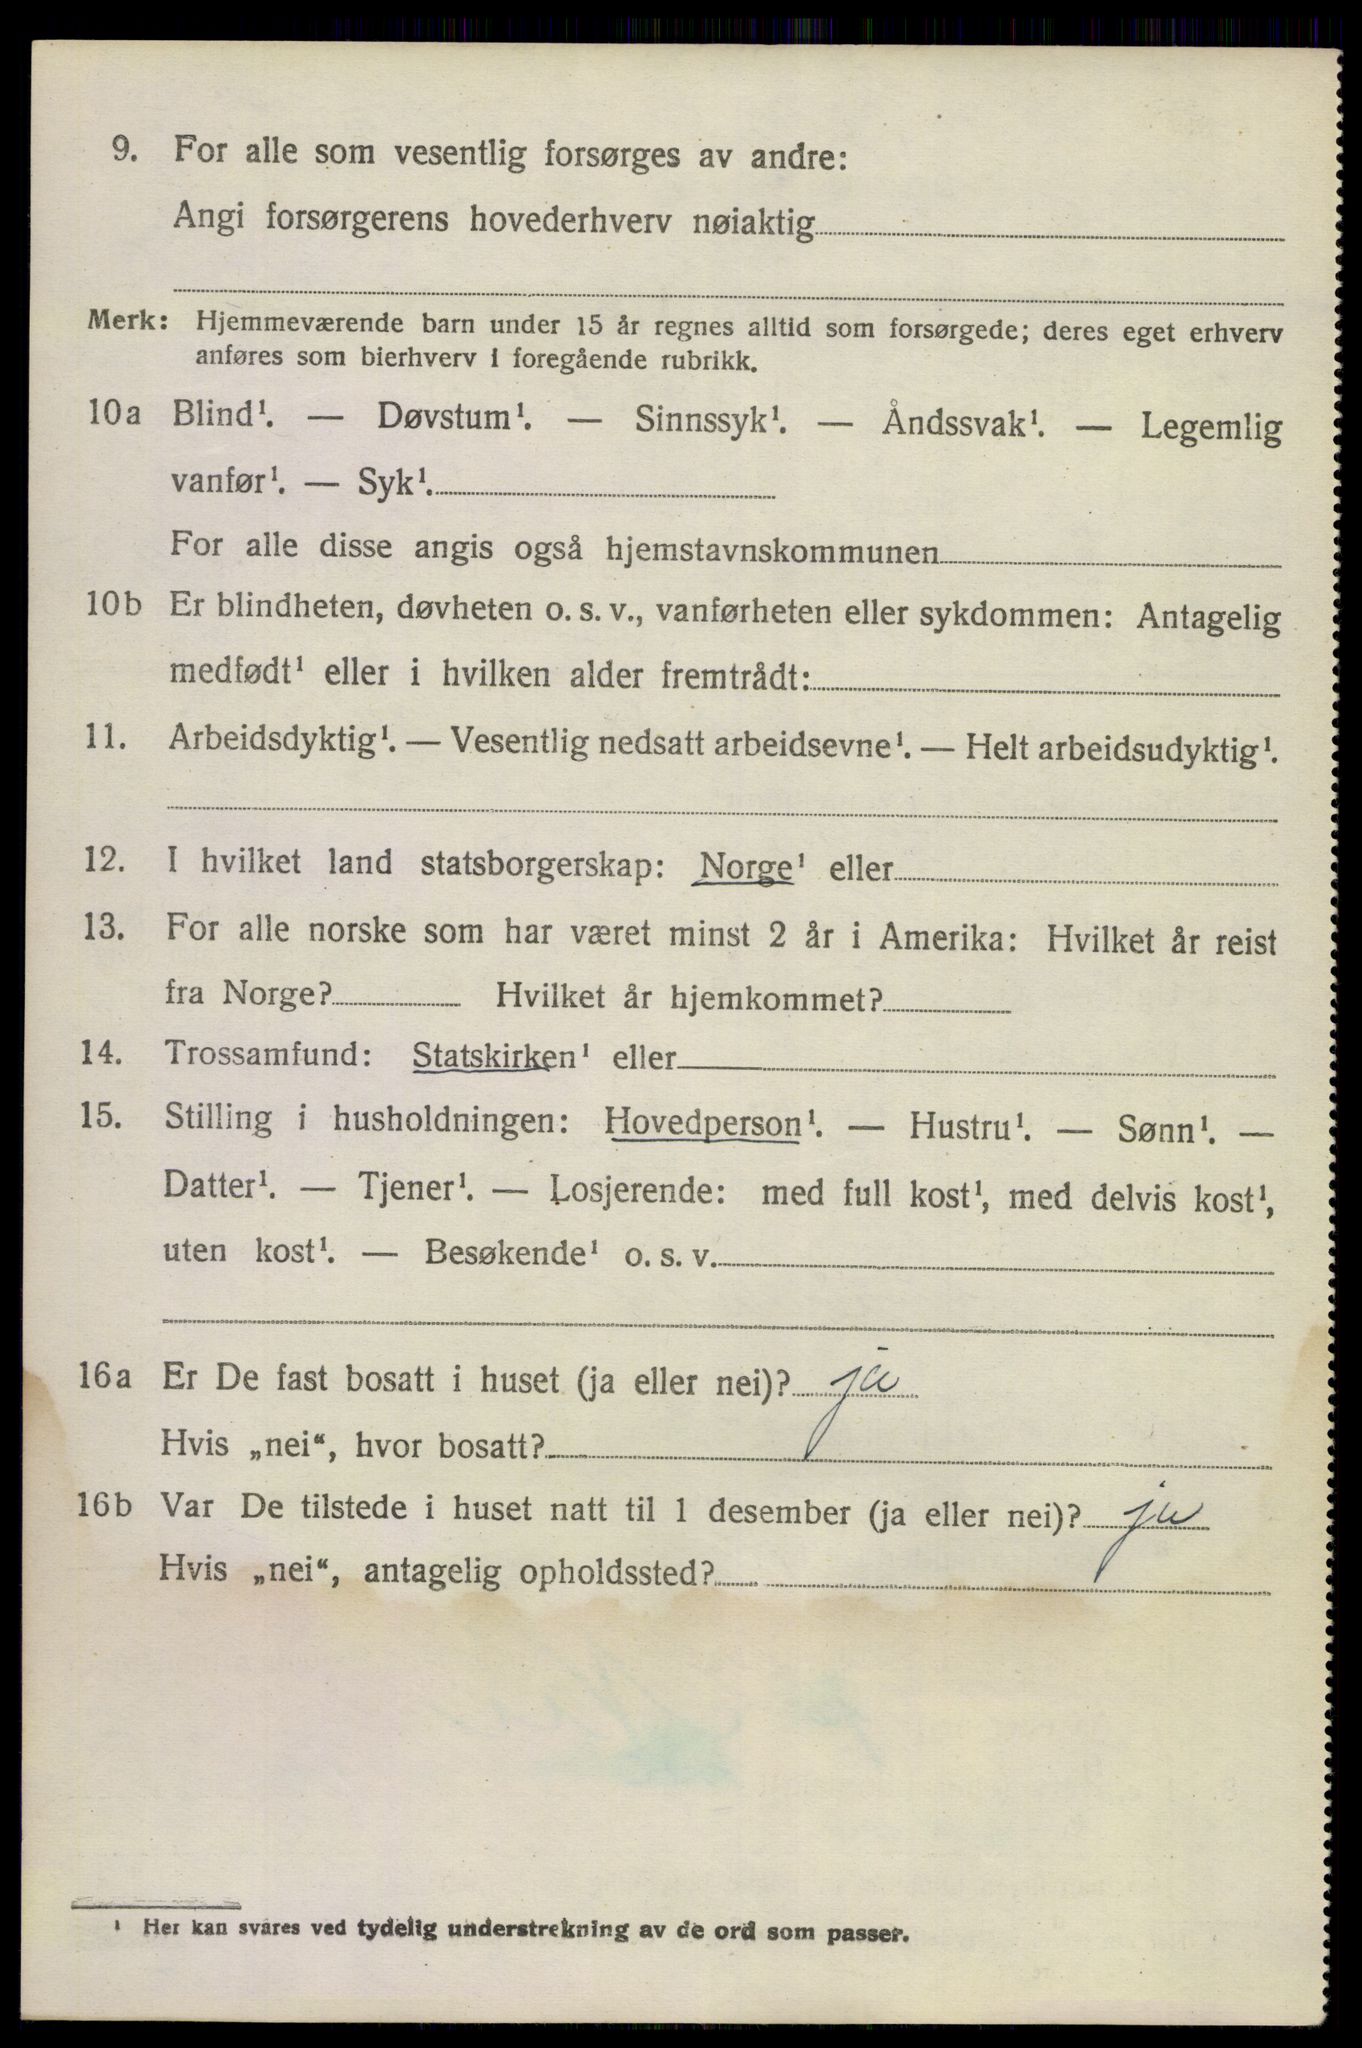 9. For alle som vesentlig forsørges av andre:
Angi forsørgerens hovederhverv nøiaktig
Merk: Hjemmeværende barn under 15 år regnes alltid som forsørgede; deres eget erhverv
anføres som bierhverv i foregående rubrikk.
10a Blind¹. — Døvstum¹. — Sinnssyk¹. — Åndssvak¹. — Legemlig
vanfør¹. — Syk¹.
For alle disse angis også hjemstavnskommunen
10b Er blindheten, døvheten o. s. v., vanførheten eller sykdommen: Antagelig
medfødt¹ eller i hvilken alder fremtrådt:
11. Arbeidsdyktig¹. — Vesentlig nedsatt arbeidsevne¹. — Helt arbeidsudyktig¹.
12. I hvilket land statsborgerskap: Norge¹ eller
13. For alle norske som har været minst 2 år i Amerika: Hvilket år reist
fra Norge? Hvilket år hjemkommet?
14. Trossamfund: Statskirken¹ eller
15. Stilling i husholdningen: Hovedperson¹. — Hustru¹. — Sønn¹. —
Datter¹. — Tjener¹. — Losjerende: med full kost¹, med delvis kost¹,
uten kost¹. — Besøkende¹ o. s. v.
16a Er De fast bosatt i huset (ja eller nei)? ja
Hvis „nei“, hvor bosatt?
16b Var De tilstede i huset natt til 1 desember (ja eller nei)? ja
Hvis „nei“, antagelig opholdssted?
¹ Her kan svares ved tydelig understrekning av de ord som passer.